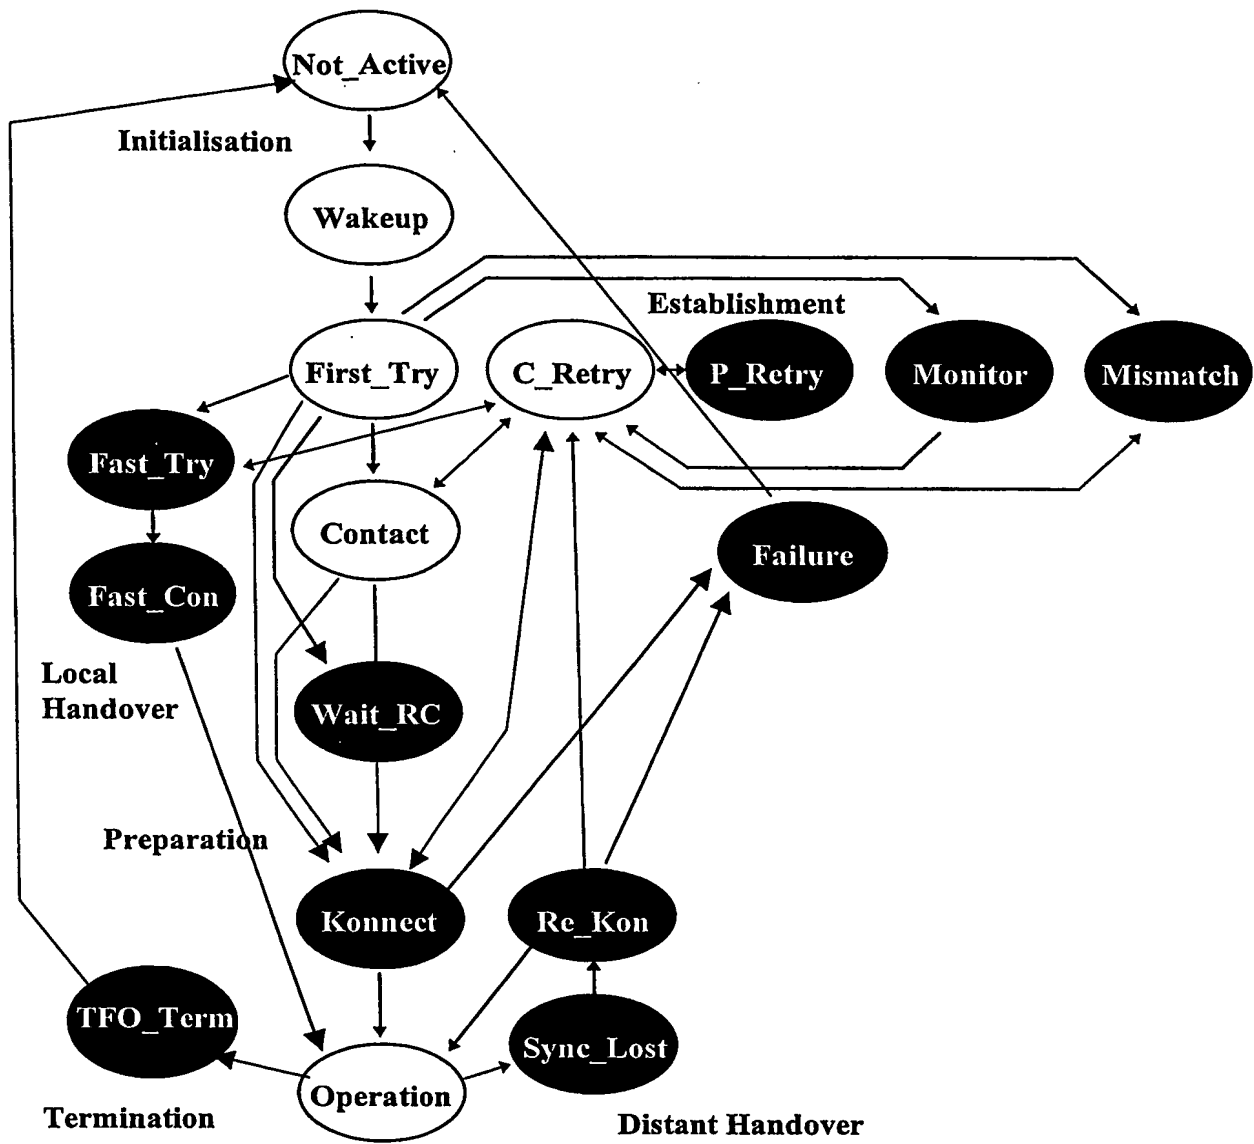 Not_Active
Initialisation
Wakeup
Establishment
First_Try
C_Retry
P_Retry
Monitor
Mismatch
Fast_Try
Contact
Failure
Fast_Con
Local
Handover
Wait_RC
Preparation
Konnect
Re_Kon
TFO_Term
Sync_Lost
Operation
Termination
Distant Handover